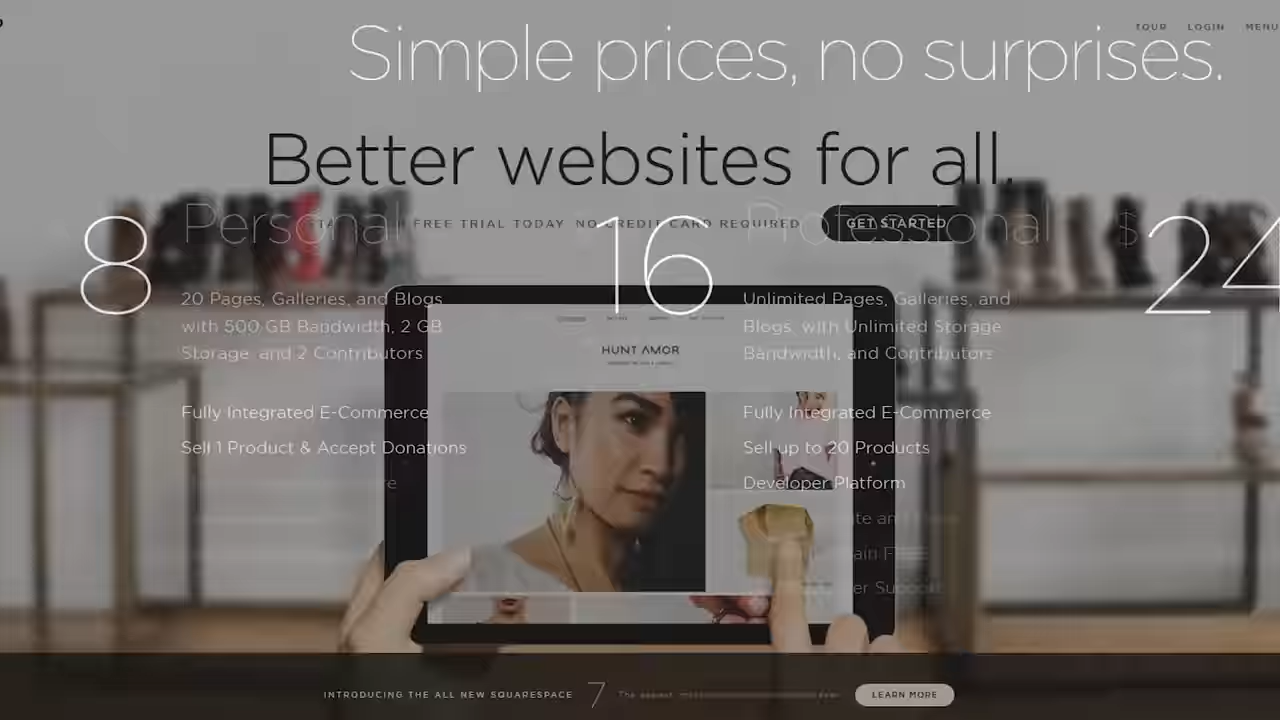 TOUR LOGIN MENU
Simple prices, no surprises.
Better websites for all.
FREE TRIAL TODAY NO CREDIT CARD REQUIRED GET STARTED
8 Personal
16 Professional
$ 24
20 Pages, Galleries, and Blogs
with 500 GB Bandwidth, 2 GB
Storage, and 2 Contributors
Fully Integrated E-Commerce
Sell 1 Product & Accept Donations
Unlimited Pages, Galleries, and
Blogs, with Unlimited Storage
Bandwidth, and Contributors
Fully Integrated E-Commerce
Sell up to 20 Products
Developer Platform
HUNT AMOR
INTRODUCING THE ALL NEW SQUARESPACE 7 The easiest
LEARN MORE